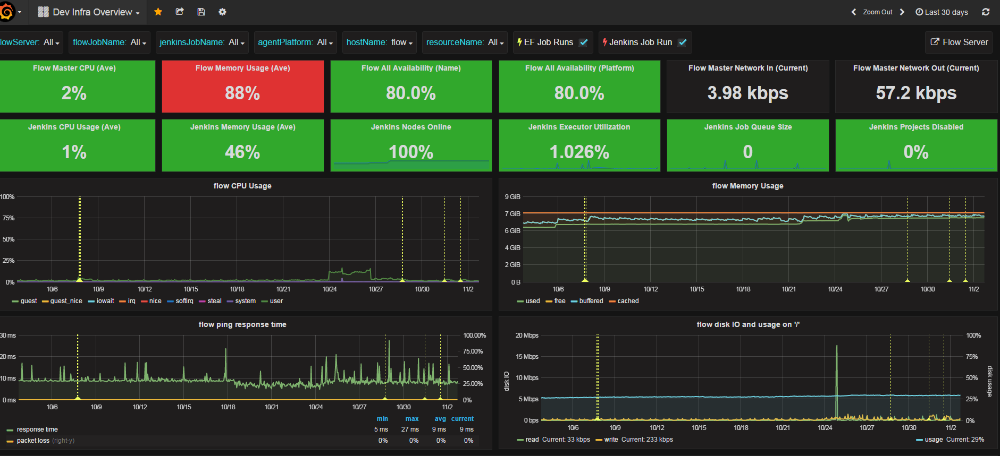 Dev Infra Overview
Zoom Out
Last 30 days
lowServer: All
flowJobName: All
jenkinsJobName: All
agentPlatform: All
hostName: flow
resourceName: All
EF Job Runs
Jenkins Job Run
Flow Server
Flow Master CPU (Ave)
2%
Flow Memory Usage (Ave)
88%
Flow All Availability (Name)
80.0%
Flow All Availability (Platform)
80.0%
Flow Master Network In (Current)
3.98 kbps
Flow Master Network Out (Current)
57.2 kbps
Jenkins CPU Usage (Ave)
1%
Jenkins Memory Usage (Ave)
46%
Jenkins Nodes Online
100%
Jenkins Executor Utilization
1.026%
Jenkins Job Queue Size
0
Jenkins Projects Disabled
0%
flow CPU Usage
100%
75%
50%
25%
0%
10/6 10/9 10/12 10/15 10/18 10/21 10/24 10/27 10/30 11/2
guest guest_nice iowait irq nice softirq steal system user
flow Memory Usage
9 GiB
7 GiB
6 GiB
4 GiB
2 GiB
0 B
10/6 10/9 10/12 10/15 10/18 10/21 10/24 10/27 10/30 11/2
used free buffered cached
flow ping response time
30 ms 100.00%
75.00%
20 ms
50.00%
10 ms
25.00%
0 ms 0%
10/6 10/9 10/12 10/15 10/18 10/21 10/24 10/27 10/30 11/2
min max avg current
response time 5 ms 27 ms 9 ms 9 ms
packet loss (right-y) 0% 0% 0% 0%
flow disk IO and usage on '/'
disk IO
20 Mbps 100%
15 Mbps 75%
10 Mbps 50%
5 Mbps 25%
0 bps 0%
disk usage
10/6 10/9 10/12 10/15 10/18 10/21 10/24 10/27 10/30 11/2
read Current: 33 kbps write Current: 233 kbps usage Current: 29%